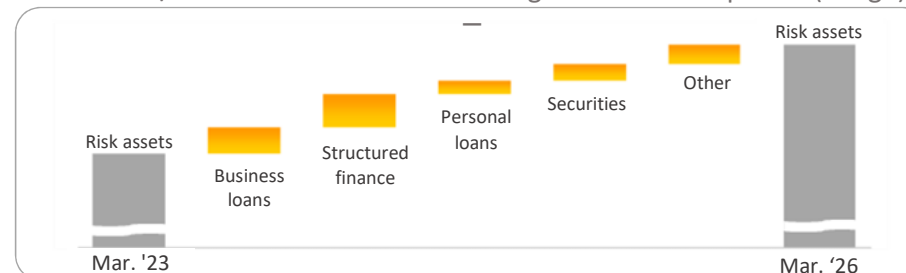 Risk assets
Business
loans
Structured
finance
Personal
loans
Securities
Other
Risk assets
Mar. '23
Mar. ‘26